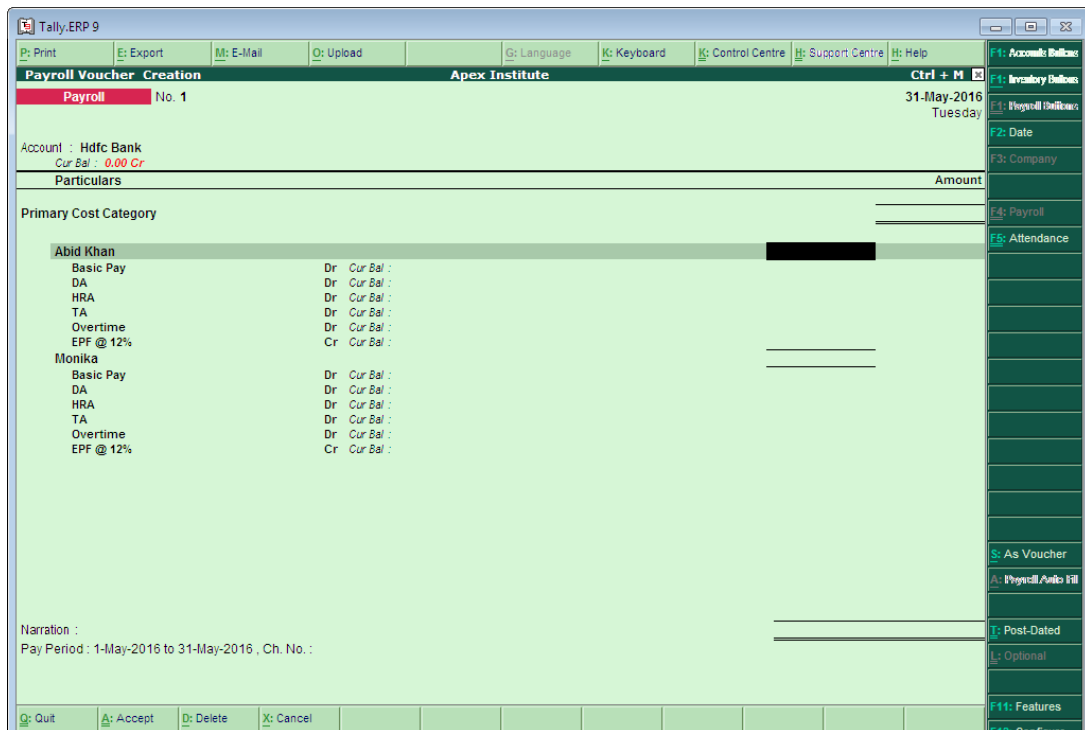 Tally.ERP 9
P: Print E: Export M: E-Mail O: Upload G: Language K: Keyboard K: Control Centre H: Support Centre H: Help F1: Accounts Buttons
Payroll Voucher Creation Apex Institute Ctrl + M F1: Inventory Buttons
Payroll No. 1 31-May-2016 F1: Payroll Buttons
Tuesday
F2: Date
Account : Hdfc Bank
Cur Bal : 0.00 Cr F3: Company
Particulars Amount
Primary Cost Category F4: Payroll
F5: Attendance
Abid Khan
Basic Pay Dr Cur Bal :
DA Dr Cur Bal :
HRA Dr Cur Bal :
TA Dr Cur Bal :
Overtime Dr Cur Bal :
EPF @ 12% Cr Cur Bal :
Monika
Basic Pay Dr Cur Bal :
DA Dr Cur Bal :
HRA Dr Cur Bal :
TA Dr Cur Bal :
Overtime Dr Cur Bal :
EPF @ 12% Cr Cur Bal :
S: As Voucher
A: Payroll Auto Fill
Narration : T: Post-Dated
Pay Period : 1-May-2016 to 31-May-2016 , Ch. No. : L: Optional
F11: Features
Q: Quit A: Accept D: Delete X: Cancel